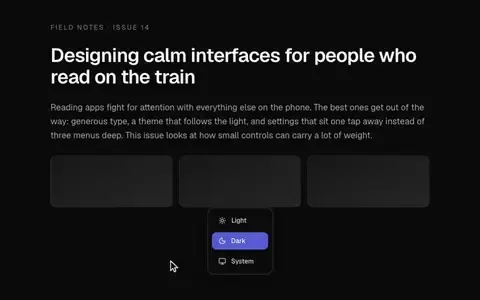 FIELD NOTES · ISSUE 14
Designing calm interfaces for people who
read on the train
Reading apps fight for attention with everything else on the phone. The best ones get out of the
way: generous type, a theme that follows the light, and settings that sit one tap away instead of
three menus deep. This issue looks at how small controls can carry a lot of weight.
Light
Dark
System